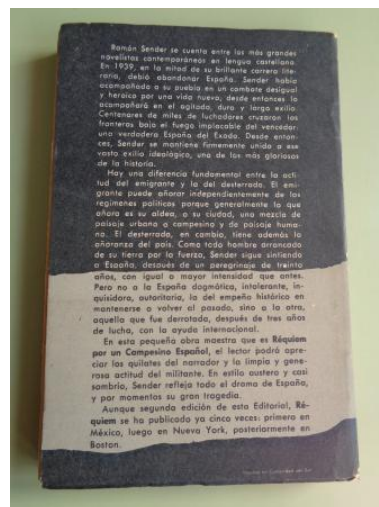 Ramón Sender se cuenta entre los más grandes
novelistas contemporáneos en lengua castellana.
En 1939, en la mitad de su brillante carrera lite-
raria, debió abandonar España. Sender había
acompañado a su pueblo en un combate desigual
y heroico por una vida nueva; desde entonces lo
acompañará en el agitado, duro y largo exilio.
Centenares de miles de luchadores cruzaron las
fronteras bajo el fuego implacable del vencedor:
una verdadera España del Éxodo. Desde enton-
ces, Sender se mantiene firmemente unido a ese
vasto exilio ideológico, uno de los más gloriosos
de la historia.
Hay una diferencia fundamental entre la acti-
tud del emigrante y la del desterrado. El emi-
grante puede añorar independientemente de los
regímenes políticos porque generalmente lo que
añora es su aldea, o su ciudad, una mezcla de
paisaje urbano o campesino y de paisaje huma-
no. El desterrado, en cambio, tiene además la
añoranza del país. Como todo hombre arrancado
de su tierra por la fuerza, Sender sigue sintiendo
a España, después de un peregrinaje de treinta
años, con igual o mayor intensidad que antes.
Pero no a la España dogmática, intolerante, in-
quisidora, autoritaria, la del empeño histórico en
mantenerse o volver al pasado, sino a la otra,
aquella que fue derrotada, después de tres años
de lucha, con la ayuda internacional.
En esta pequeña obra maestra que es Réquiem
por un Campesino Español, el lector podrá apre-
ciar los quilates del narrador y la limpia y gene-
rosa actitud del militante. En estilo austero y casi
sombrío, Sender refleja todo el drama de España,
y por momentos su gran tragedia.
Aunque segunda edición de esta Editorial, Ré-
quiem se ha publicado ya cinco veces: primero en
México, luego en Nueva York, posteriormente en
Boston.